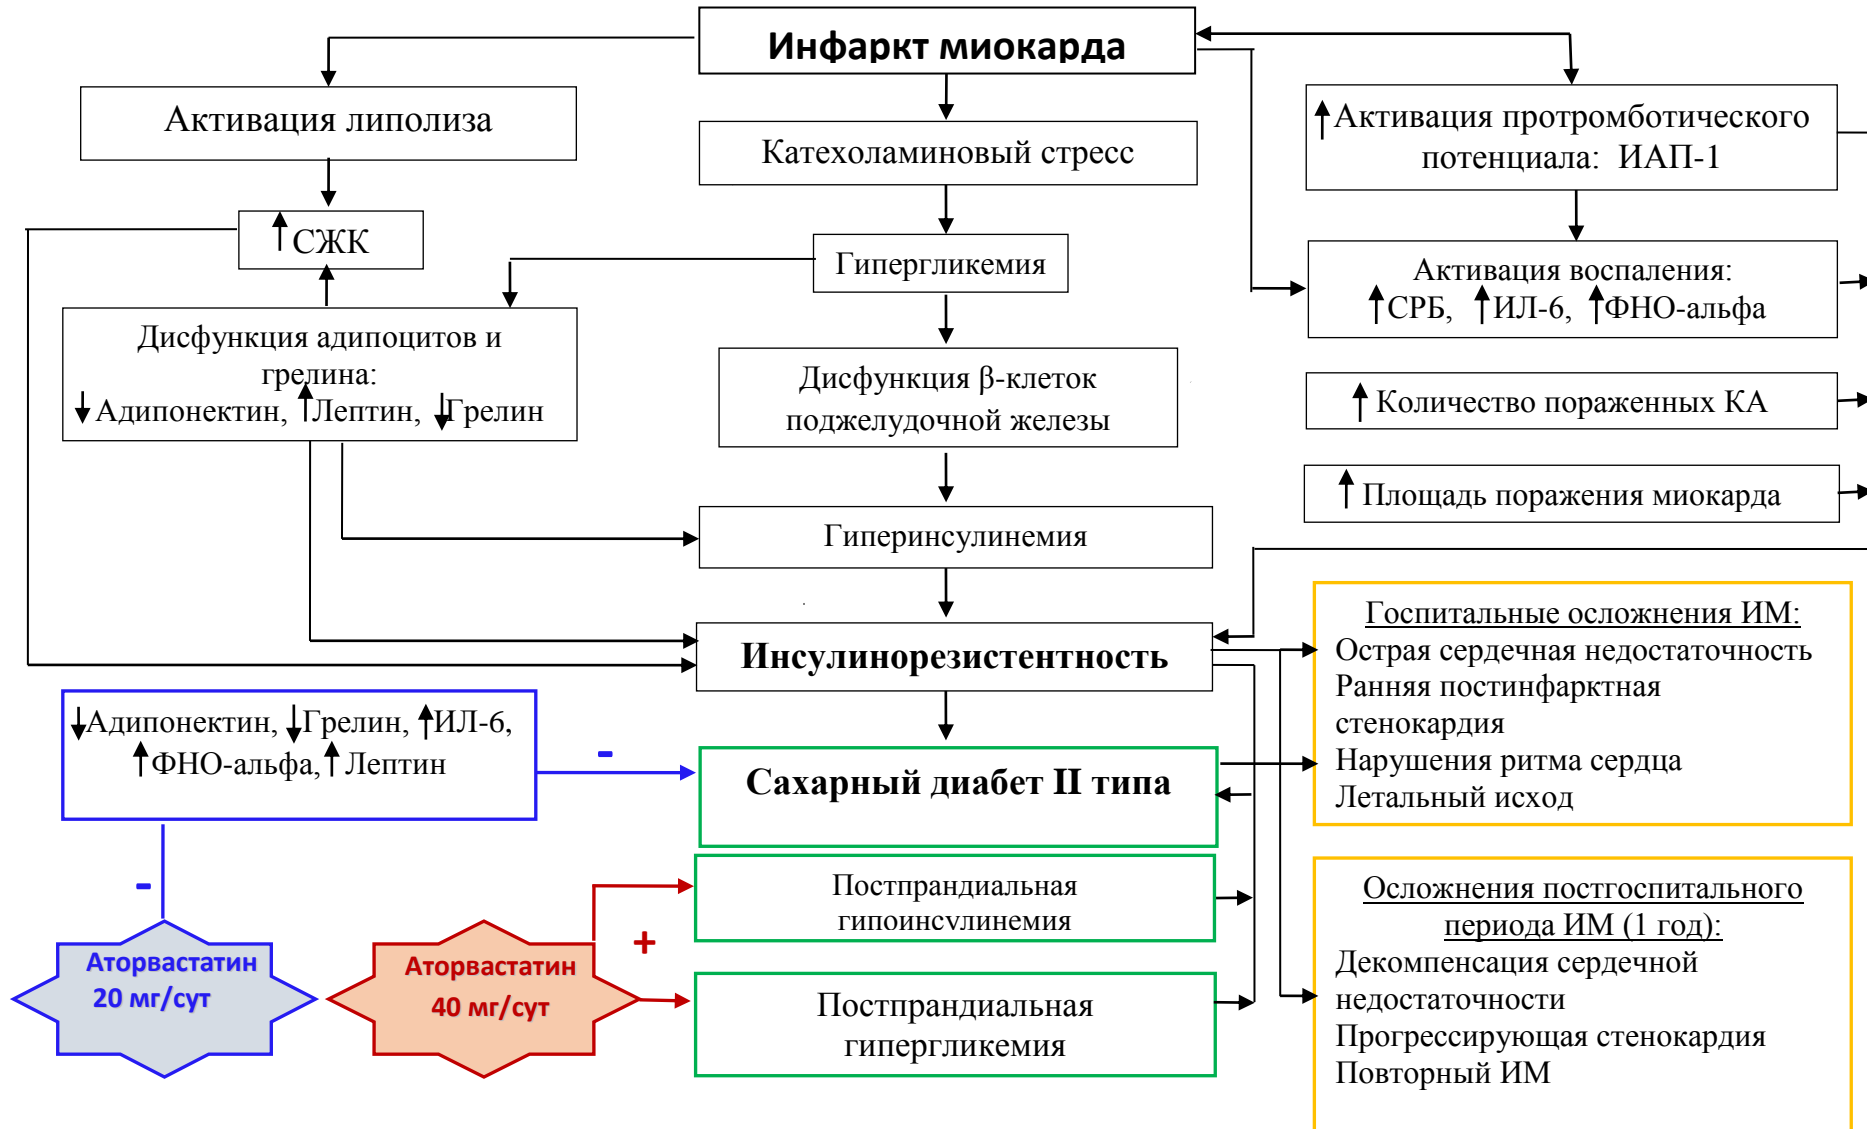 Инфаркт миокарда
Активация липолиза
Катехоламиновый стресс
Активация протромботического
потенциала: ИАП-1
СЖК
Гипергликемия
Активация воспаления:
СРБ, ИЛ-6, ФНО-альфа
Дисфункция адипоцитов и
грелина:
Адипонектин, Лептин, Грелин
Дисфункция β-клеток
поджелудочной железы
Количество пораженных КА
Площадь поражения миокарда
Гиперинсулинемия
Инсулинорезистентность
Госпитальные осложнения ИМ:
Острая сердечная недостаточность
Ранняя постинфарктная
стенокардия
Нарушения ритма сердца
Летальный исход
Адипонектин, Грелин, ИЛ-6,
ФНО-альфа, Лептин
-
Сахарный диабет II типа
-
Постпрандиальная
гипоинсулинемия
Осложнения постгоспитального
периода ИМ (1 год):
Декомпенсация сердечной
недостаточности
Прогрессирующая стенокардия
Повторный ИМ
+
Аторвастатин
20 мг/сут
Аторвастатин
40 мг/сут
Постпрандиальная
гипергликемия